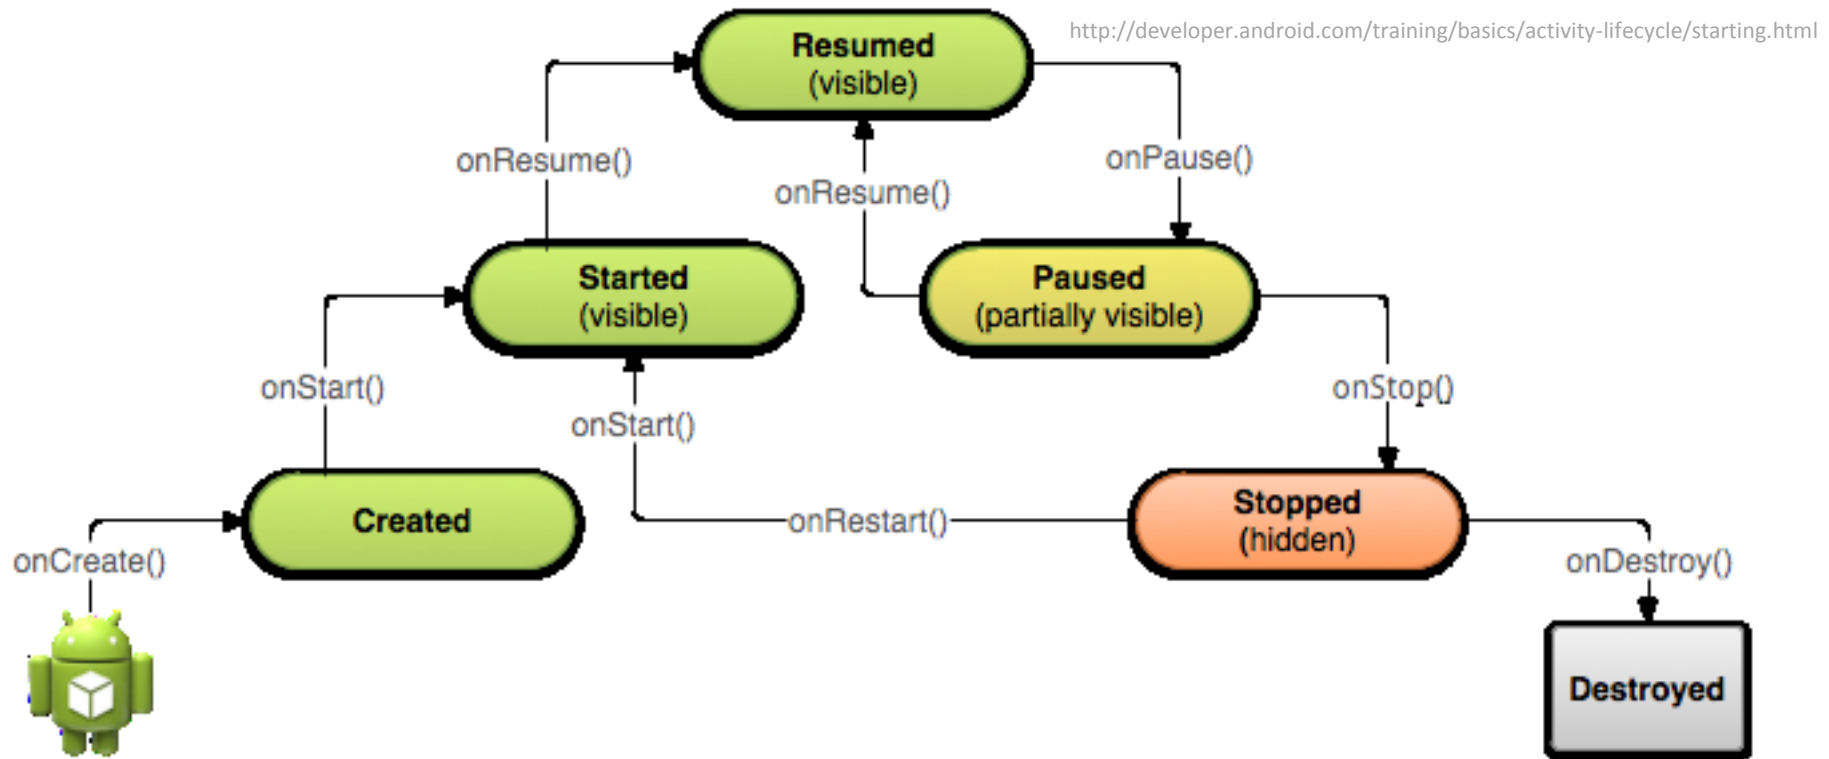 http://developer.android.com/training/basics/activity-lifecycle/starting.html
Resumed
(visible)
onResume()
onResume()
onPause()
Started
(visible)
Paused
(partially visible)
onStart()
onStart()
onStop()
Created
onRestart()
Stopped
(hidden)
onCreate()
onDestroy()
Destroyed